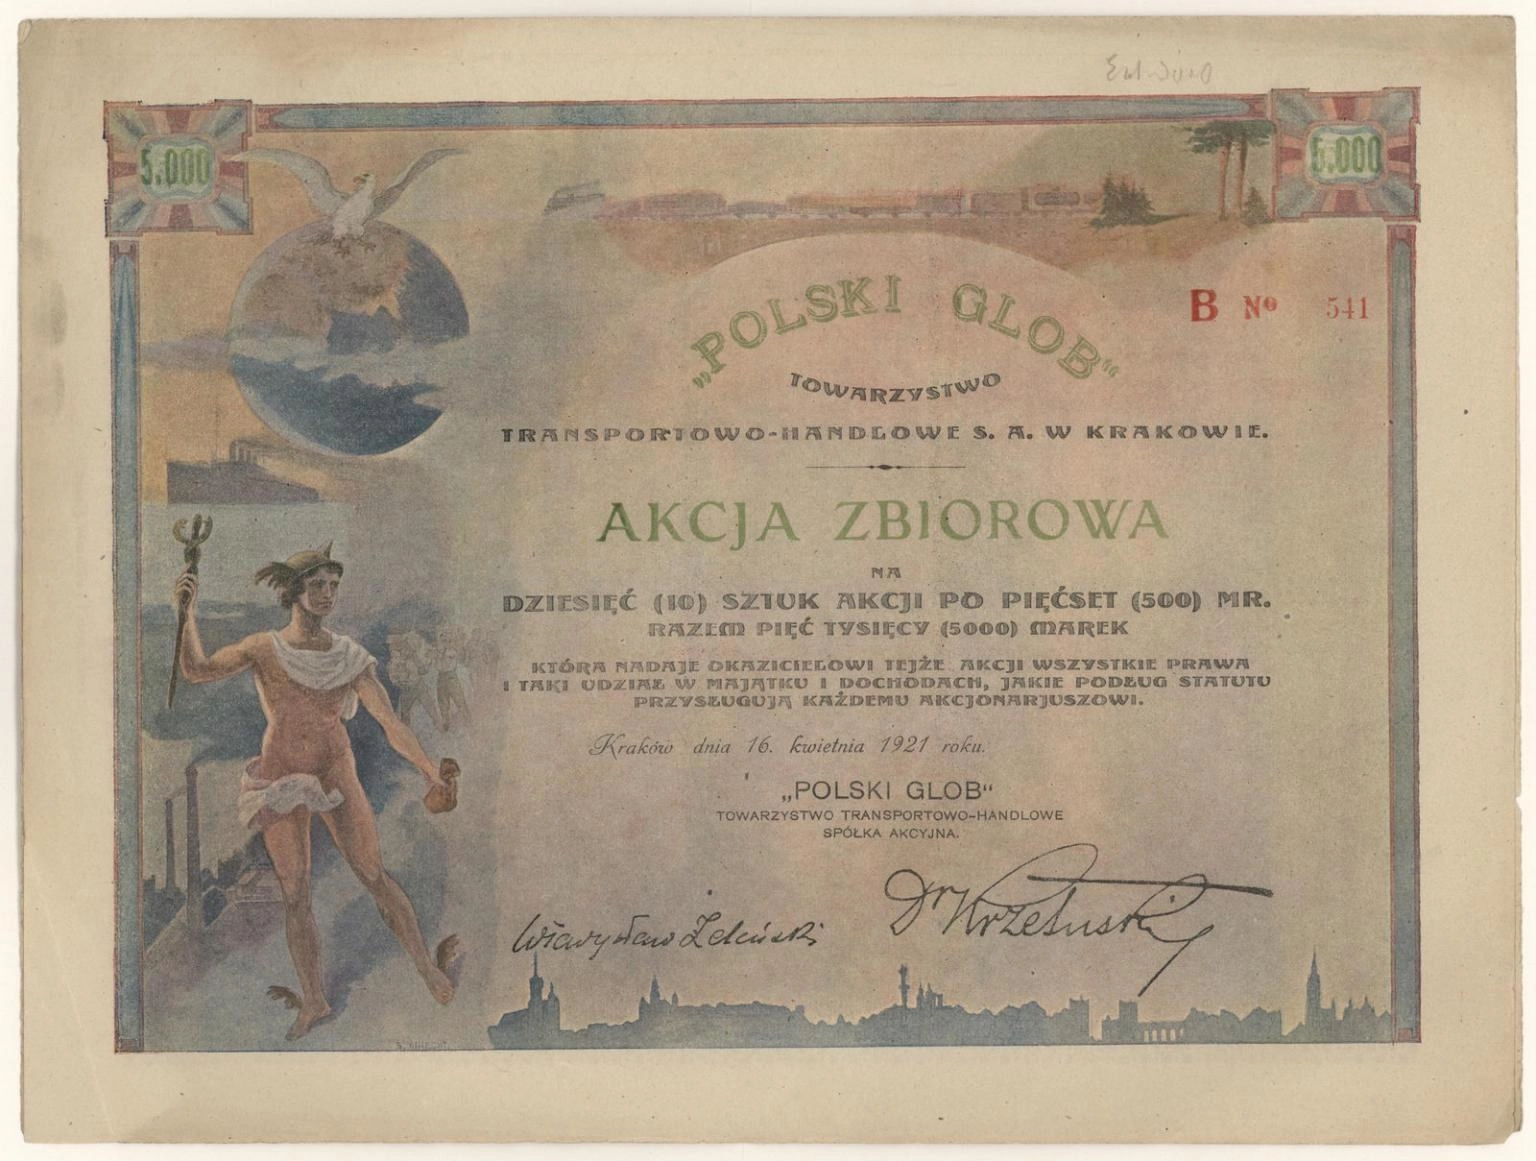 5.000
5.000
B № 541
„POLSKI GLOB“
TOWARZYSTWO
TRANSPORTOWO-HANDLOWE S. A. W KRAKOWIE.
AKCJA ZBIOROWA
NA
DZIESIĘĆ (10) SZTUK AKCJI PO PIĘĆSET (500) MR.
RAZEM PIĘĆ TYSIĘCY (5000) MAREK
KTÓRA NADAJE OKAZICIELOWI TEJŻE AKCJI WSZYSTKIE PRAWA
I TAKI UDZIAŁ W MAJĄTKU I DOCHODACH, JAKIE PODŁUG STATUTU
PRZYSŁUGUJĄ KAŻDEMU AKCJONARJUSZOWI.
Kraków dnia 16. kwietnia 1921 roku.
„POLSKI GLOB“
TOWARZYSTWO TRANSPORTOWO-HANDLOWE
SPÓŁKA AKCYJNA.
Władysław Żeleński
Dr Krzetuski